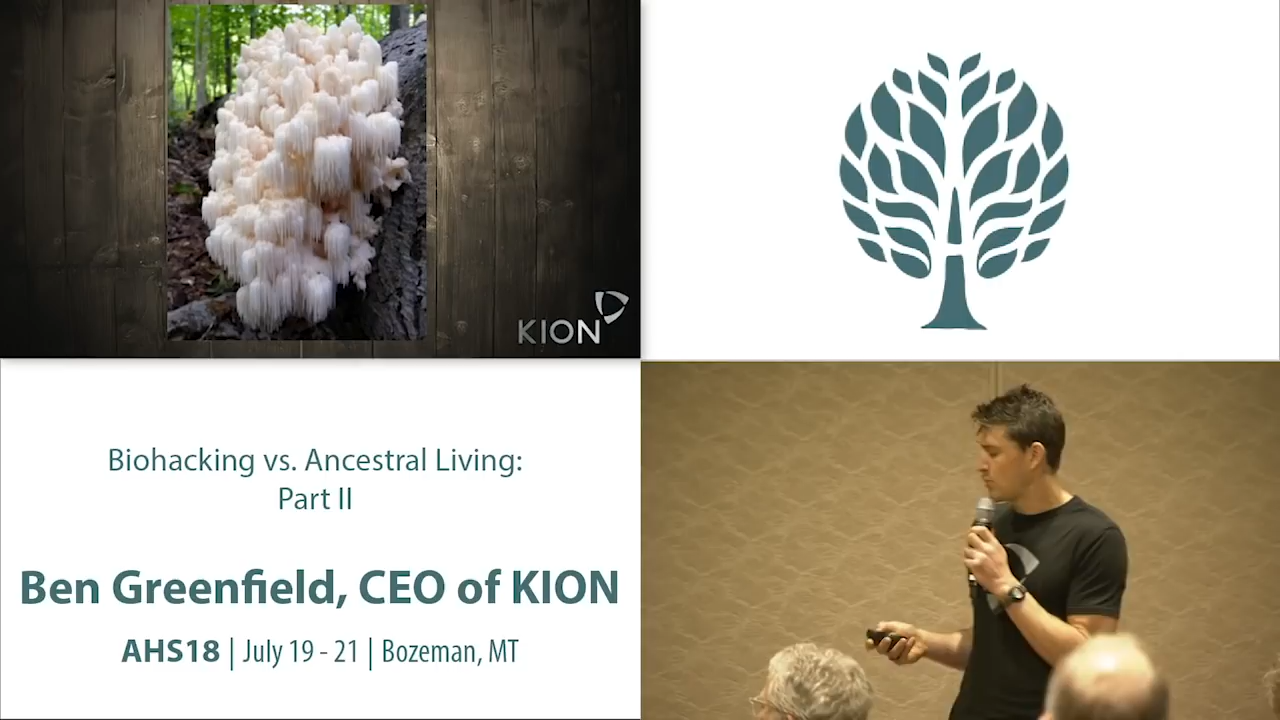 KION
Biohacking vs. Ancestral Living:
Part II
Ben Greenfield, CEO of KION
AHS18 | July 19 - 21 | Bozeman, MT